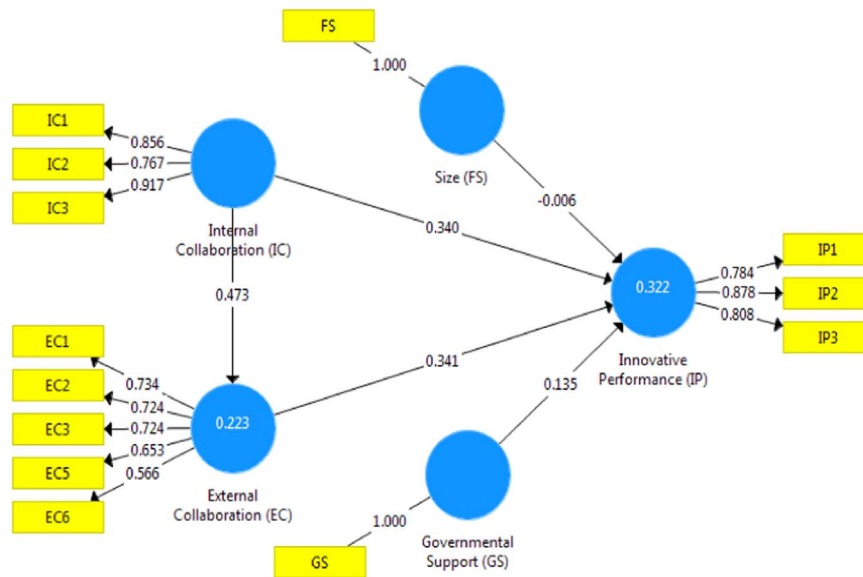 FS
1.000
Size (FS)
-0.006
IC1
IC2
IC3
0.856
0.767
0.917
Internal
Collaboration (IC)
0.340
0.473
0.322
Innovative
Performance (IP)
0.784
0.878
0.808
IP1
IP2
IP3
EC1
EC2
EC3
EC5
EC6
0.734
0.724
0.724
0.653
0.566
0.223
External
Collaboration (EC)
0.341
0.135
GS
1.000
Governmental
Support (GS)